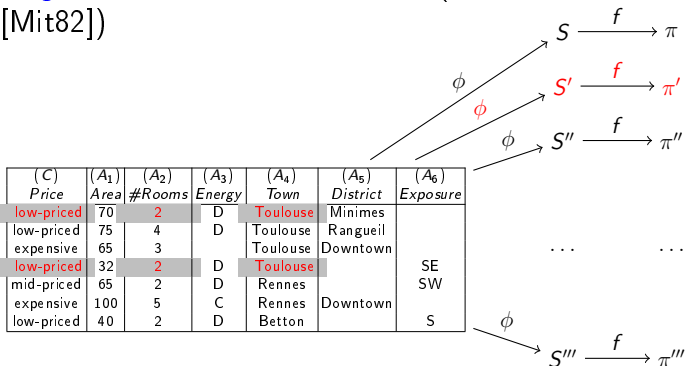 [Mit82])
S f π
ϕ
S′ f π′
ϕ
S′′ f π′′
ϕ
(C) (A₁) (A₂) (A₃) (A₄) (A₅) (A₆)
Price Area #Rooms Energy Town District Exposure
low-priced 70 2 D Toulouse Minimes
low-priced 75 4 D Toulouse Rangueil
expensive 65 3 Toulouse Downtown
... ...
low-priced 32 2 D Toulouse SE
mid-priced 65 2 D Rennes SW
expensive 100 5 C Rennes Downtown
low-priced 40 2 D Betton S
ϕ
S′′′ f π′′′